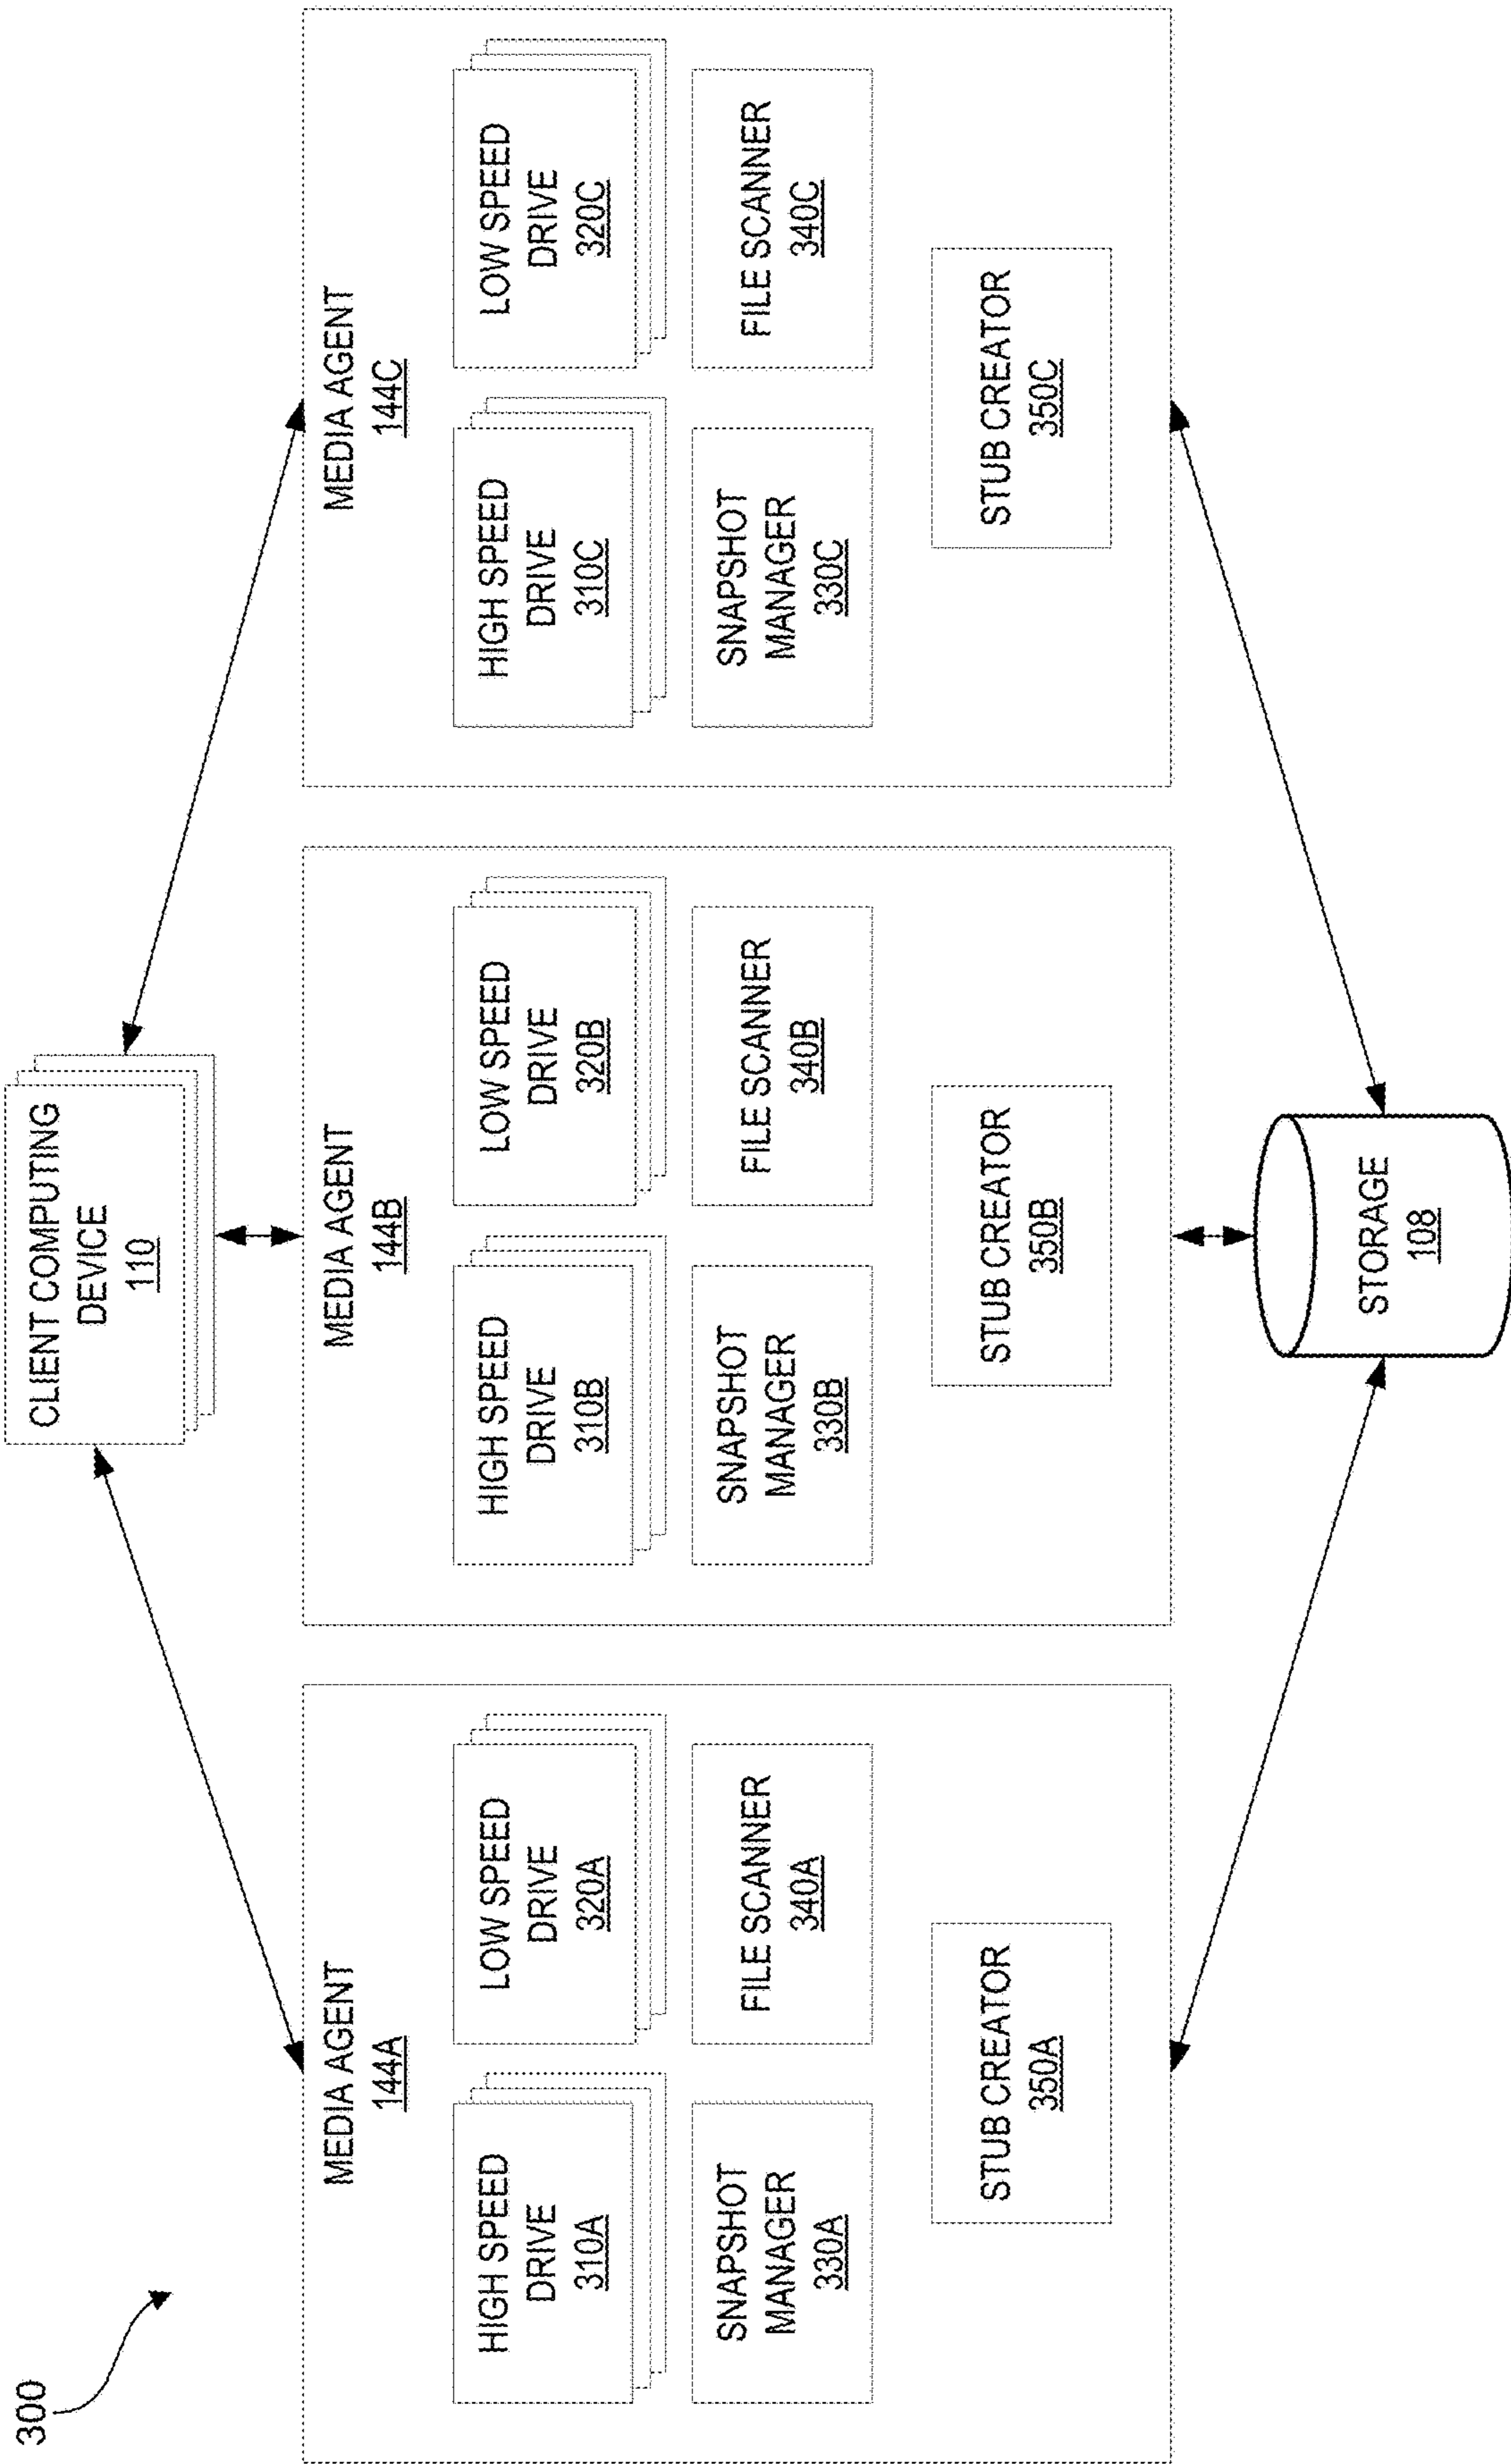 300
CLIENT COMPUTING
DEVICE
110
MEDIA AGENT
144A
HIGH SPEED
DRIVE
310A
LOW SPEED
DRIVE
320A
SNAPSHOT
MANAGER
330A
FILE SCANNER
340A
STUB CREATOR
350A
MEDIA AGENT
144B
HIGH SPEED
DRIVE
310B
LOW SPEED
DRIVE
320B
SNAPSHOT
MANAGER
330B
FILE SCANNER
340B
STUB CREATOR
350B
MEDIA AGENT
144C
HIGH SPEED
DRIVE
310C
LOW SPEED
DRIVE
320C
SNAPSHOT
MANAGER
330C
FILE SCANNER
340C
STUB CREATOR
350C
STORAGE
108